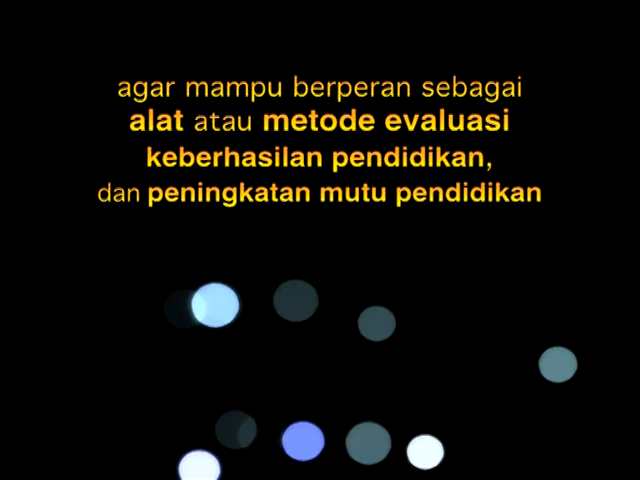 agar mampu berperan sebagai
alat atau metode evaluasi
keberhasilan pendidikan,
dan peningkatan mutu pendidikan